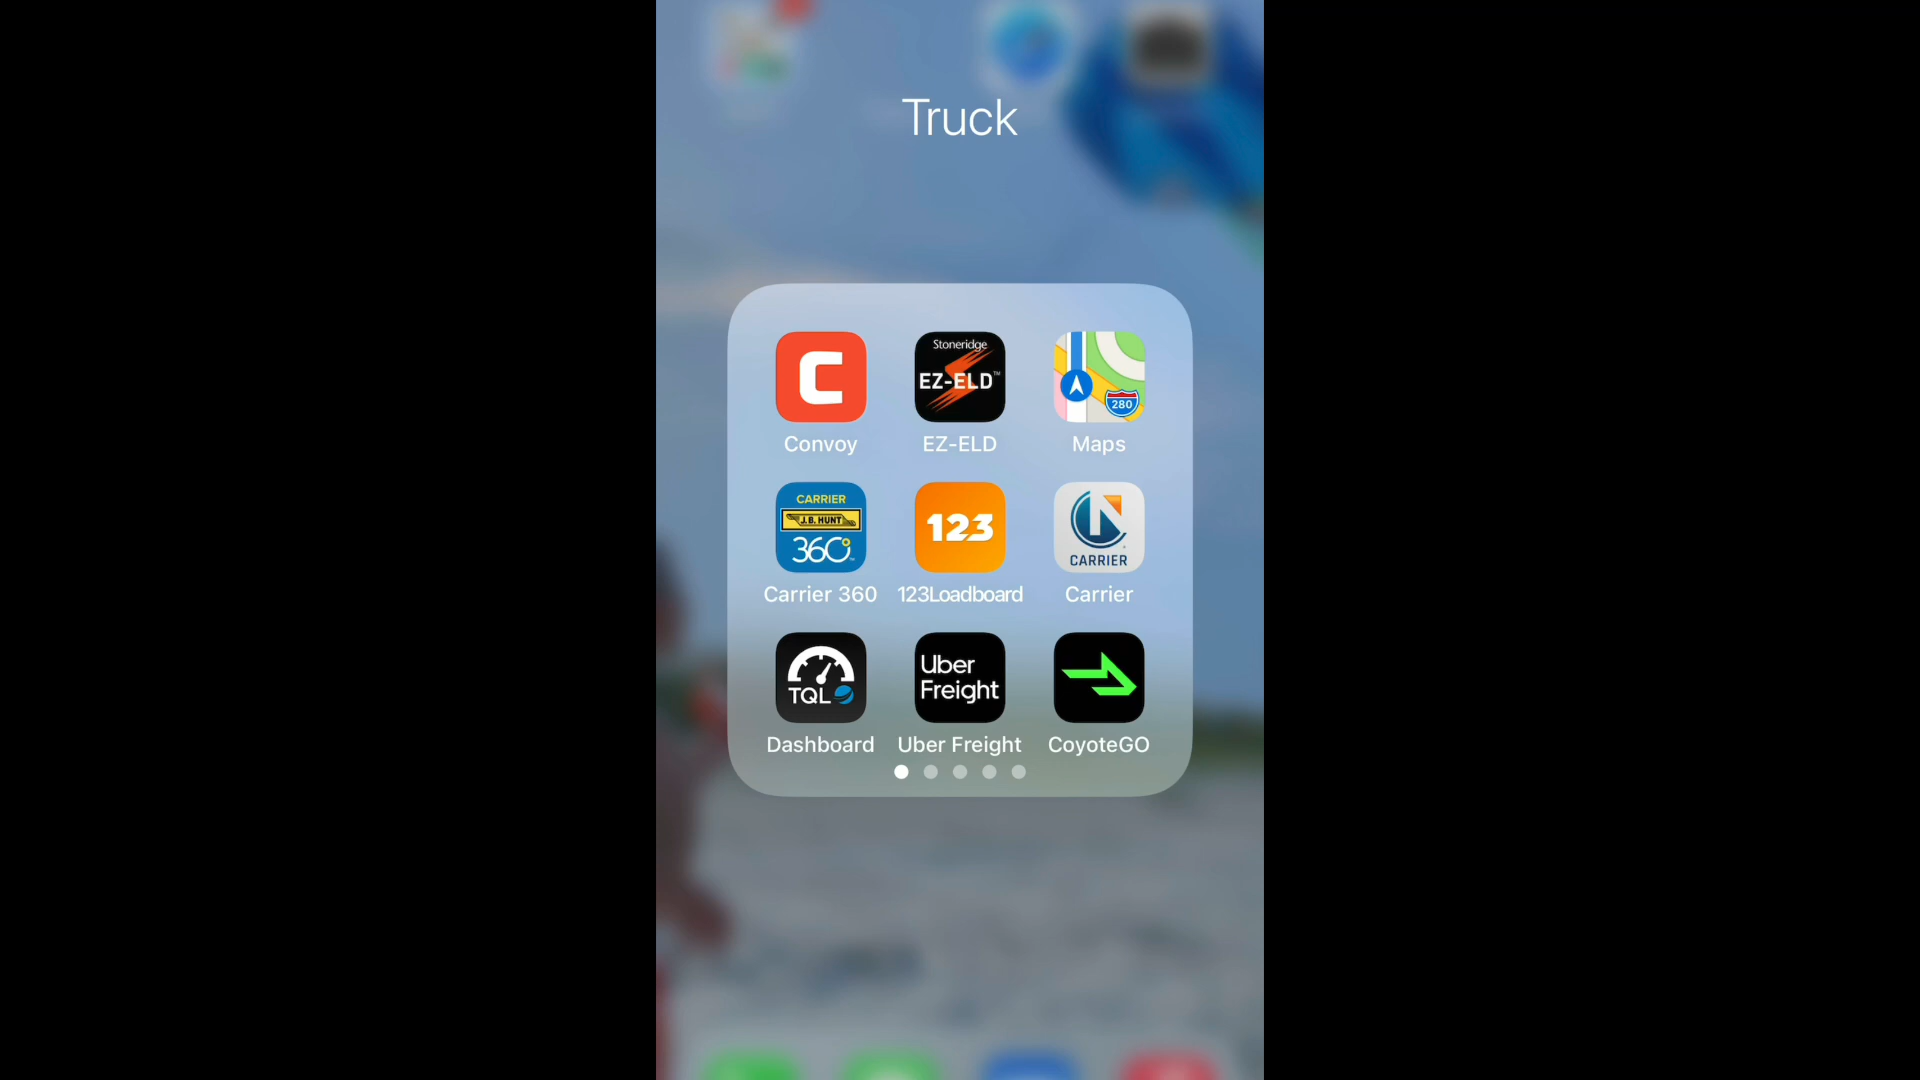 Truck
Stoneridge
EZ-ELD™
280
Convoy
EZ-ELD
Maps
CARRIER
J.B. HUNT
360°
123
CARRIER
Carrier 360
123Loadboard
Carrier
TQL
Uber
Freight
Dashboard
Uber Freight
CoyoteGO